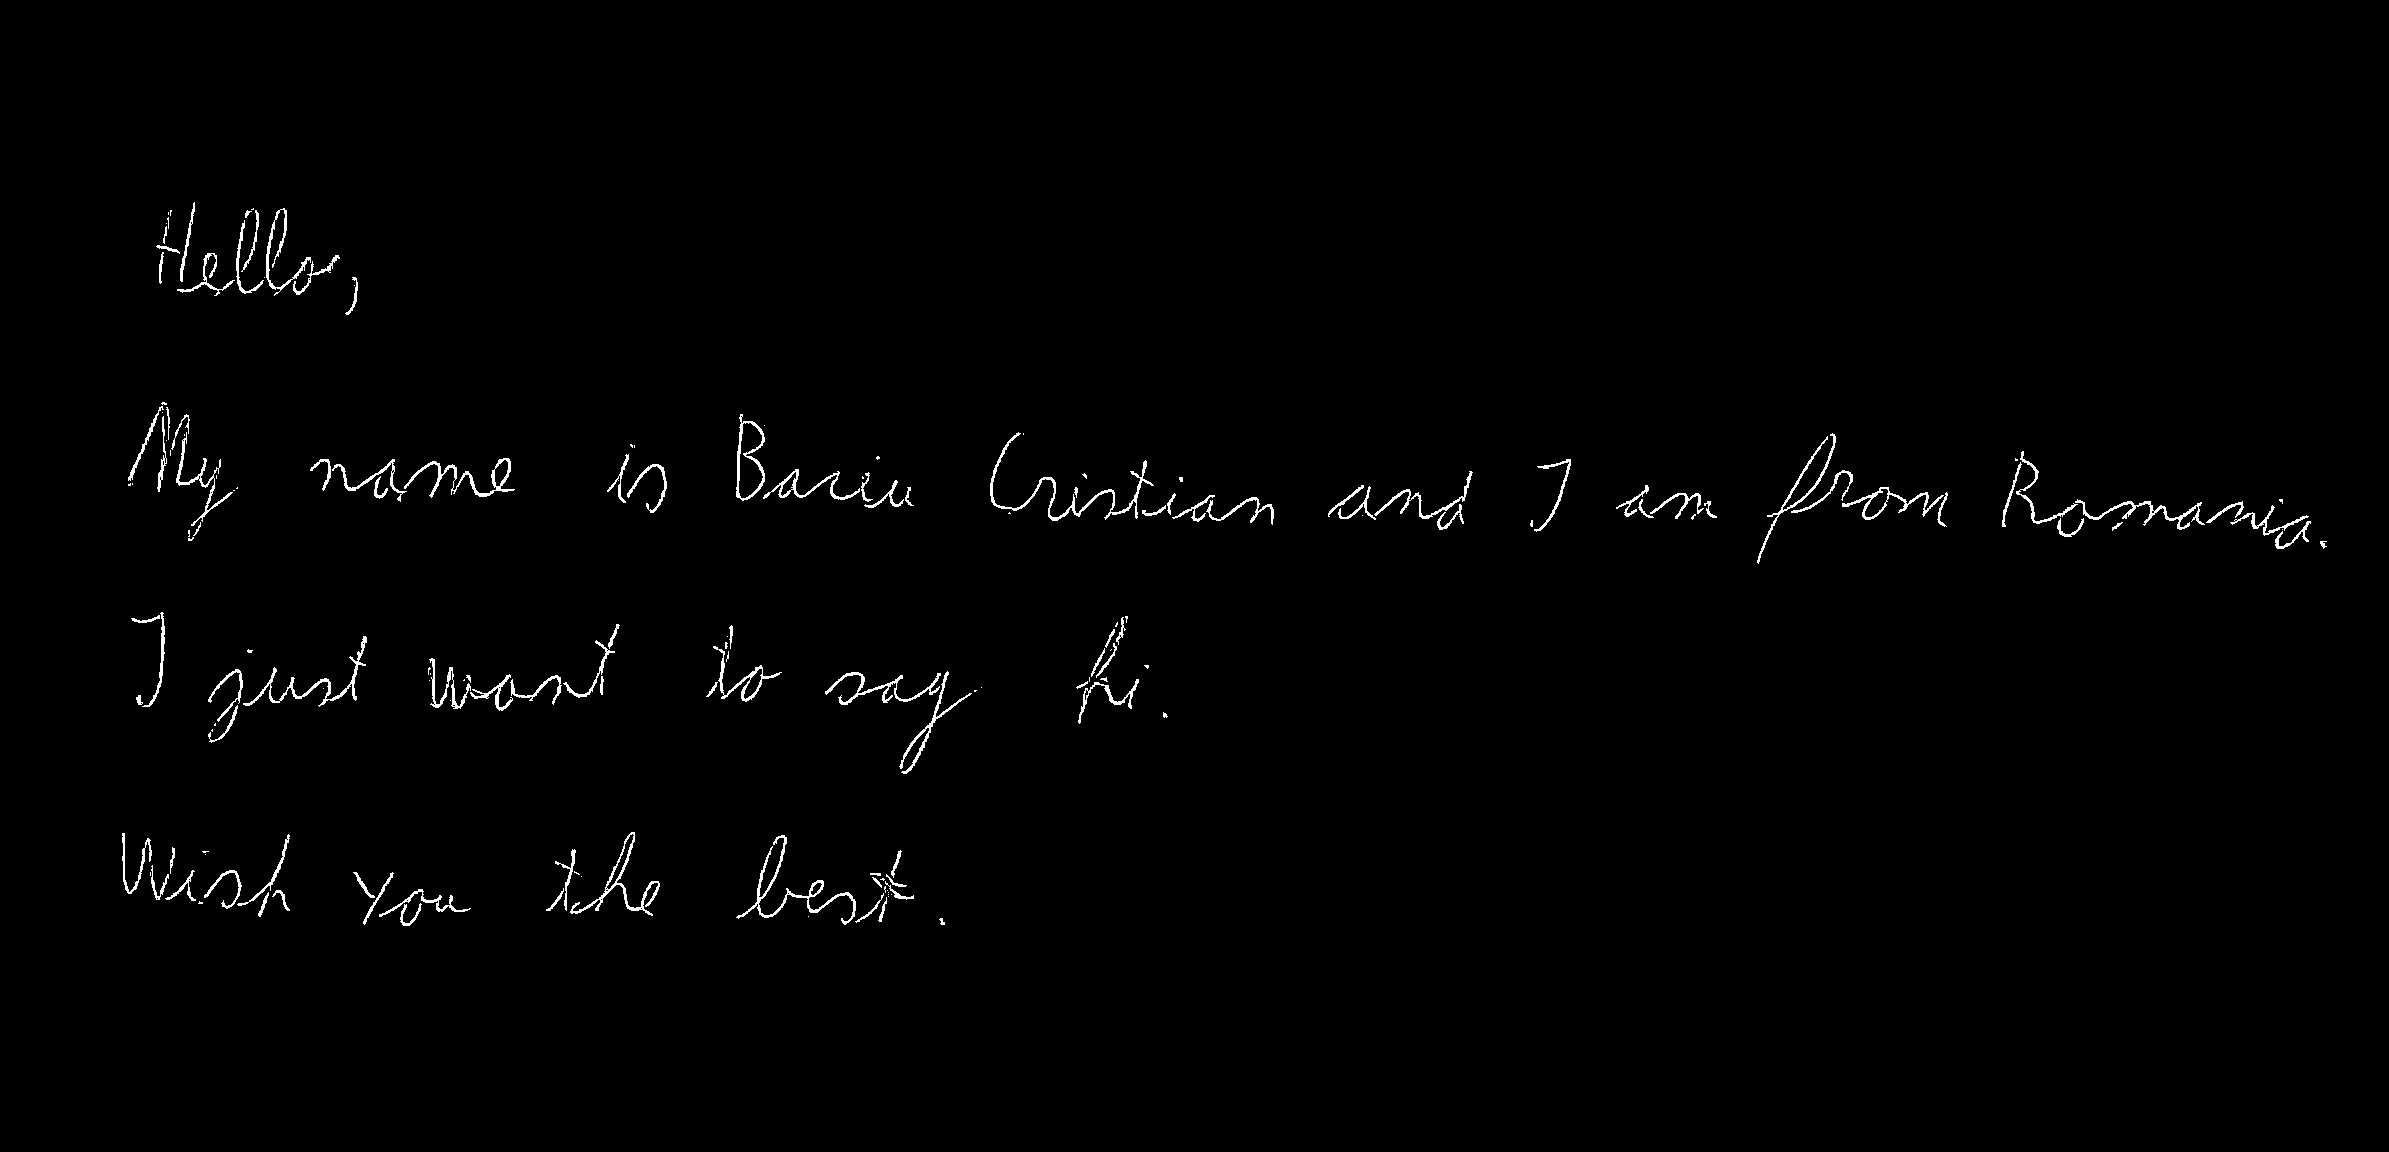 Hello,
My name is Baciu Cristian and I am from Romania.
I just want to say hi.
Wish you the best.